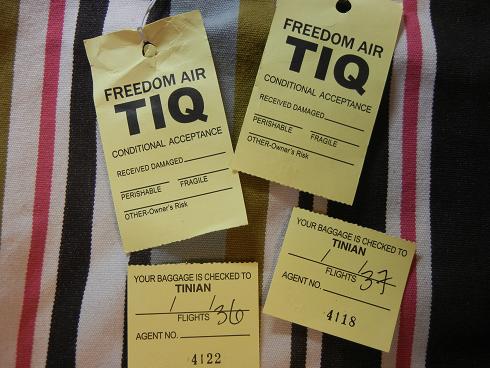 FREEDOM AIR
TIQ
CONDITIONAL ACCEPTANCE
RECEIVED DAMAGED
PERISHABLE FRAGILE
OTHER-Owner's Risk
FREEDOM AIR
TIQ
CONDITIONAL ACCEPTANCE
RECEIVED DAMAGED
PERISHABLE FRAGILE
OTHER-Owner's Risk
YOUR BAGGAGE IS CHECKED TO
TINIAN
/ / 36
FLIGHTS
AGENT NO.
4122
YOUR BAGGAGE IS CHECKED TO
TINIAN
/ / 37
FLIGHTS
AGENT NO.
4118